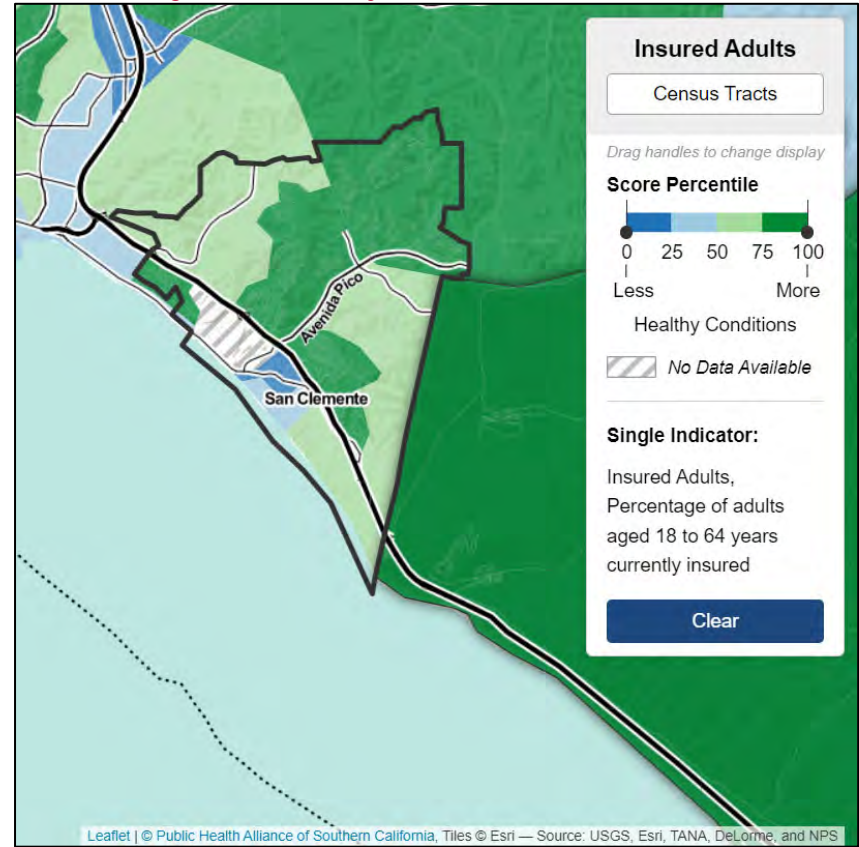 Insured Adults
Census Tracts
Drag handles to change display
Score Percentile
0 25 50 75 100
Less More
Healthy Conditions
No Data Available
Single Indicator:
Insured Adults,
Percentage of adults
aged 18 to 64 years
currently insured
Clear
Avenida Pico
San Clemente
Leaflet | © Public Health Alliance of Southern California, Tiles © Esri — Source: USGS, Esri, TANA, DeLorme, and NPS